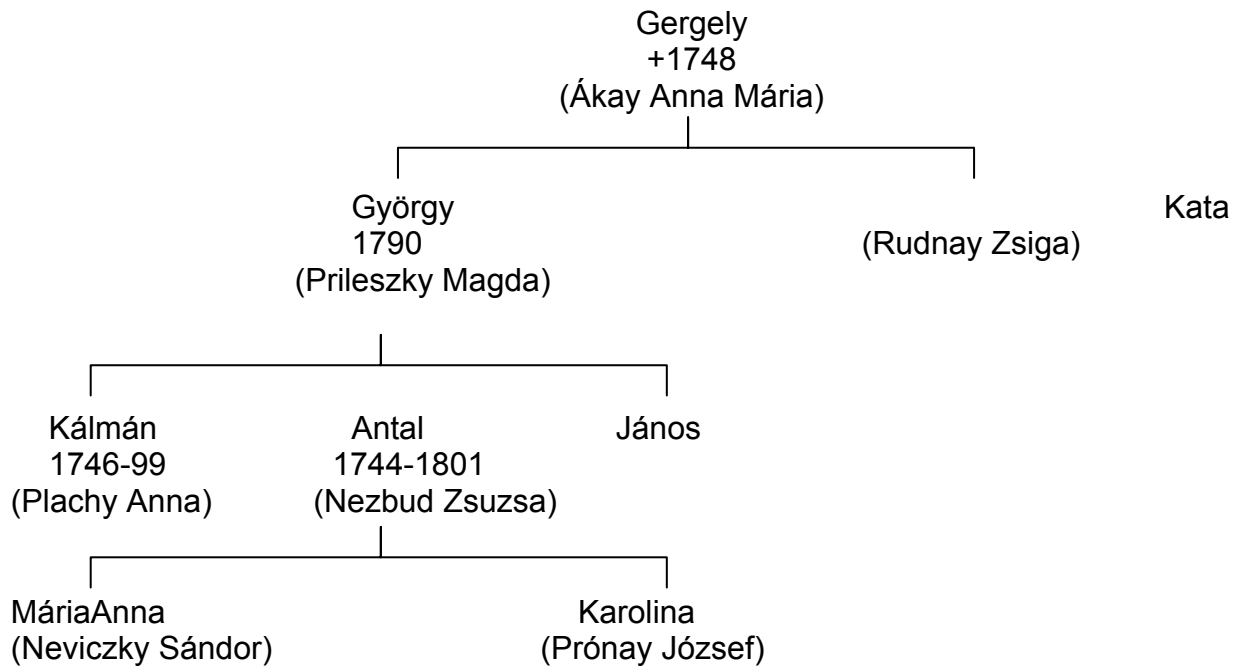 Gergely
+1748
(Ákay Anna Mária)
György Kata
1790 (Rudnay Zsiga)
(Prileszky Magda)
Kálmán Antal János
1746-99 1744-1801
(Plachy Anna) (Nezbud Zsuzsa)
MáriaAnna Karolina
(Neviczky Sándor) (Prónay József)